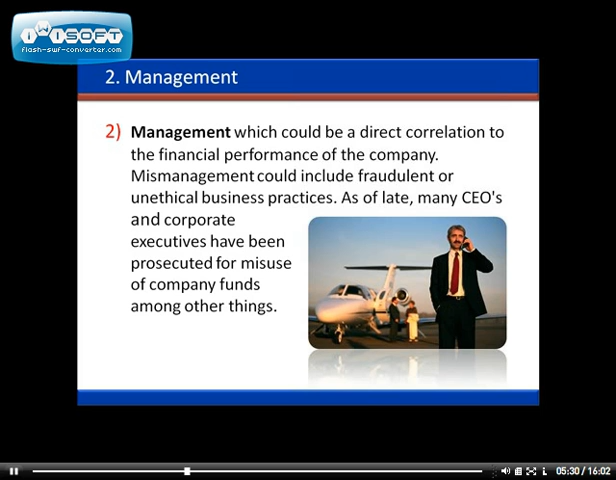 iWiSOFT
flash-swf-converter.com
2. Management
2) Management which could be a direct correlation to
the financial performance of the company.
Mismanagement could include fraudulent or
unethical business practices. As of late, many CEO's
and corporate
executives have been
prosecuted for misuse
of company funds
among other things.
05:30 / 16:02